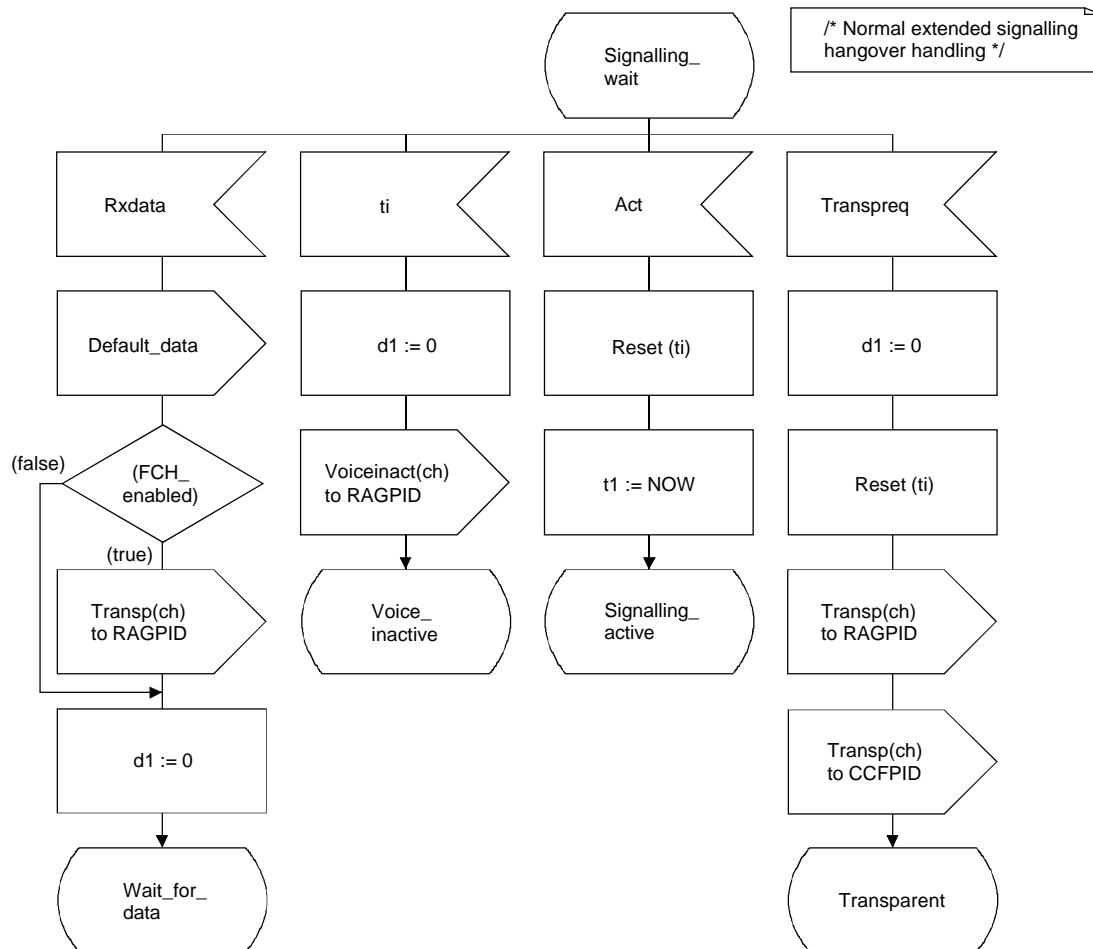 /* Normal extended signalling
hangover handling */
Signalling_
wait
Rxdata
ti
Act
Transpreq
Default_data
d1 := 0
Reset (ti)
d1 := 0
(false)
(FCH_
enabled)
Voiceinact(ch)
to RAGPID
t1 := NOW
Reset (ti)
(true)
Transp(ch)
to RAGPID
Voice_
inactive
Signalling_
active
Transp(ch)
to RAGPID
d1 := 0
Transp(ch)
to CCFPID
Wait_for_
data
Transparent